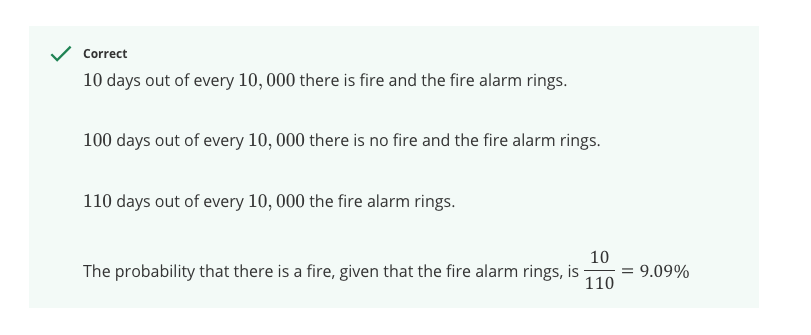 Correct
10 days out of every 10, 000 there is fire and the fire alarm rings.
100 days out of every 10, 000 there is no fire and the fire alarm rings.
110 days out of every 10, 000 the fire alarm rings.
The probability that there is a fire, given that the fire alarm rings, is 10/110 = 9.09%